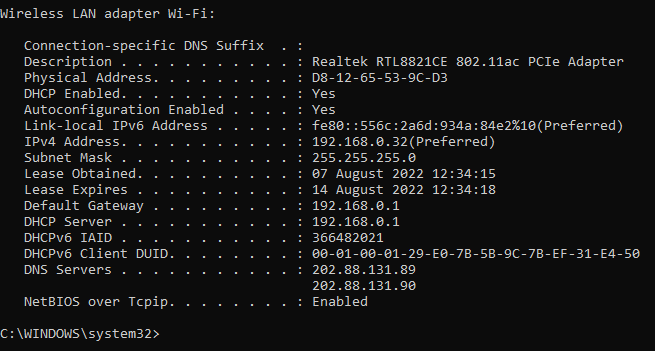 Wireless LAN adapter Wi-Fi:
Connection-specific DNS Suffix  . :
Description . . . . . . . . . . . : Realtek RTL8821CE 802.11ac PCIe Adapter
Physical Address. . . . . . . . . : D8-12-65-53-9C-D3
DHCP Enabled. . . . . . . . . . . : Yes
Autoconfiguration Enabled . . . . : Yes
Link-local IPv6 Address . . . . . : fe80::556c:2a6d:934a:84e2%10(Preferred)
IPv4 Address. . . . . . . . . . . : 192.168.0.32(Preferred)
Subnet Mask . . . . . . . . . . . : 255.255.255.0
Lease Obtained. . . . . . . . . . : 07 August 2022 12:34:15
Lease Expires . . . . . . . . . . : 14 August 2022 12:34:18
Default Gateway . . . . . . . . . : 192.168.0.1
DHCP Server . . . . . . . . . . . : 192.168.0.1
DHCPv6 IAID . . . . . . . . . . . : 366482021
DHCPv6 Client DUID. . . . . . . . : 00-01-00-01-29-E0-7B-5B-9C-7B-EF-31-E4-50
DNS Servers . . . . . . . . . . . : 202.88.131.89
202.88.131.90
NetBIOS over Tcpip. . . . . . . . : Enabled
C:\WINDOWS\system32>